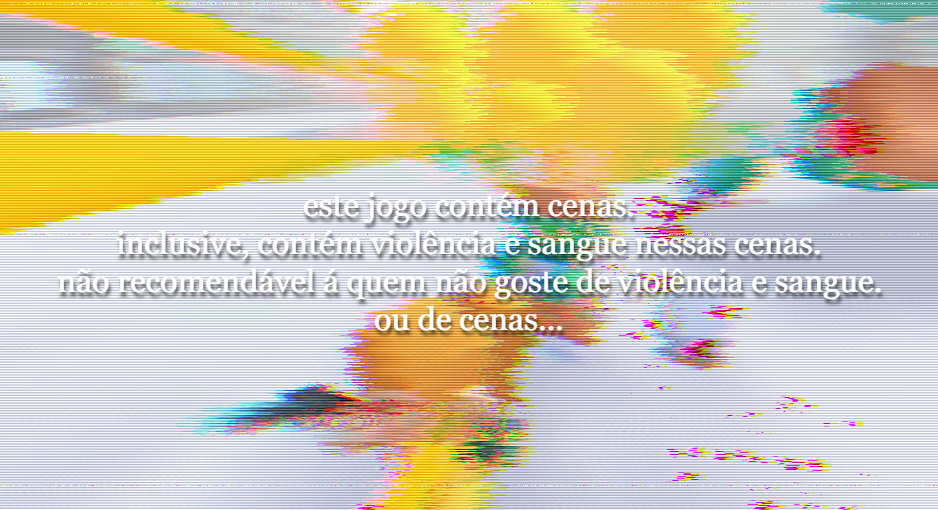 este jogo contém cenas.
inclusive, contém violência e sangue nessas cenas.
não recomendável á quem não goste de violência e sangue.
ou de cenas...